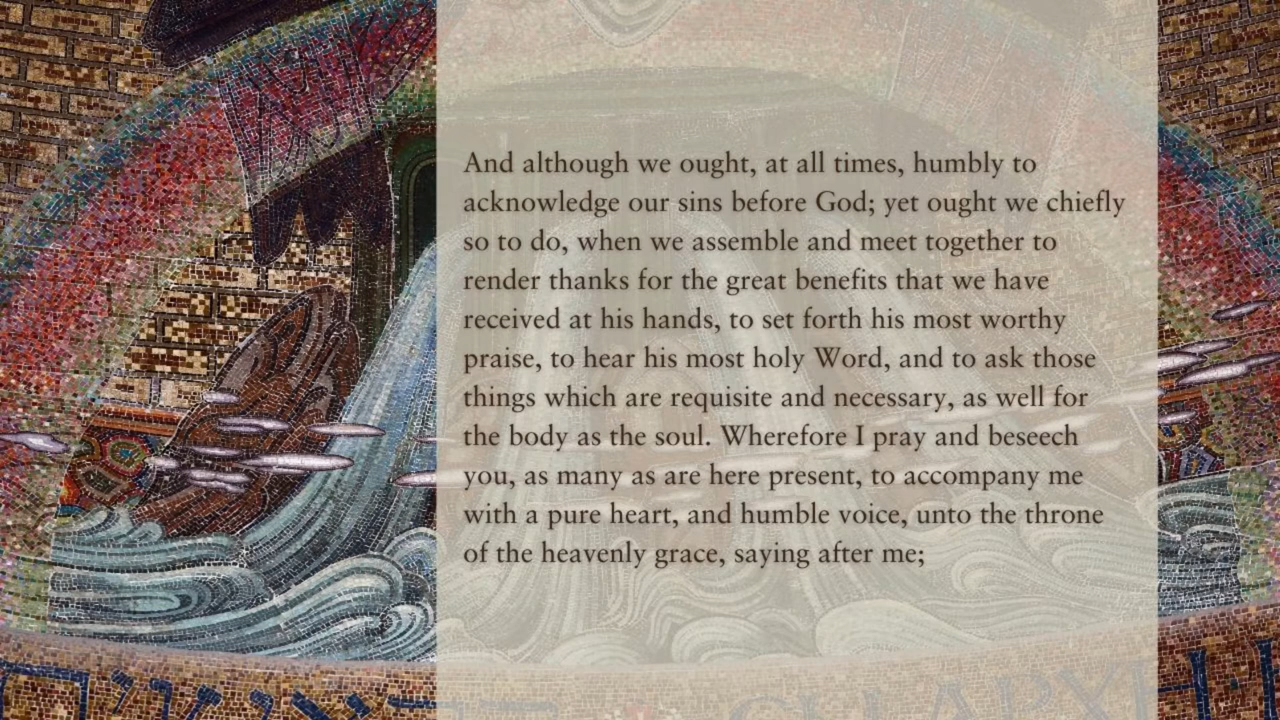 And although we ought, at all times, humbly to
acknowledge our sins before God; yet ought we chiefly
so to do, when we assemble and meet together to
render thanks for the great benefits that we have
received at his hands, to set forth his most worthy
praise, to hear his most holy Word, and to ask those
things which are requisite and necessary, as well for
the body as the soul. Wherefore I pray and beseech
you, as many as are here present, to accompany me
with a pure heart, and humble voice, unto the throne
of the heavenly grace, saying after me;